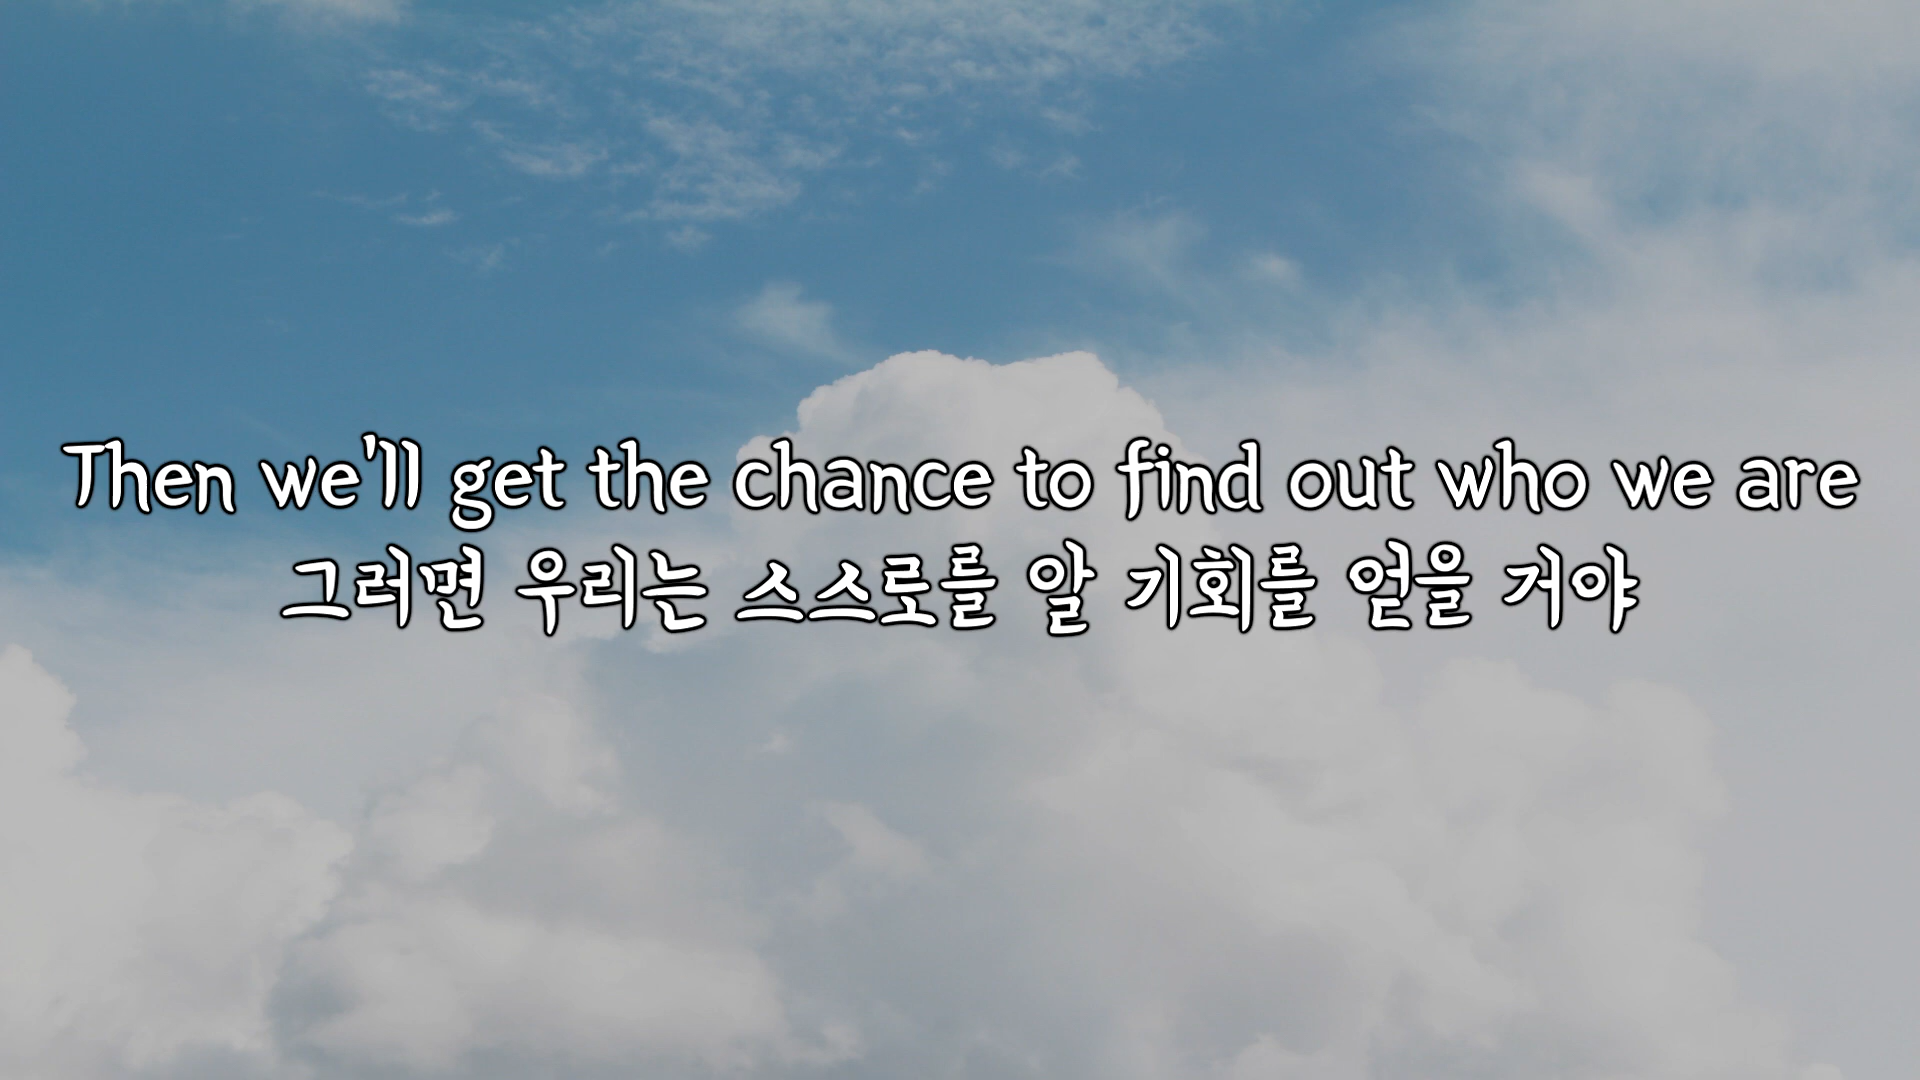 Then we'll get the chance to find out who we are
그러면 우리는 스스로를 알 기회를 얻을 거야